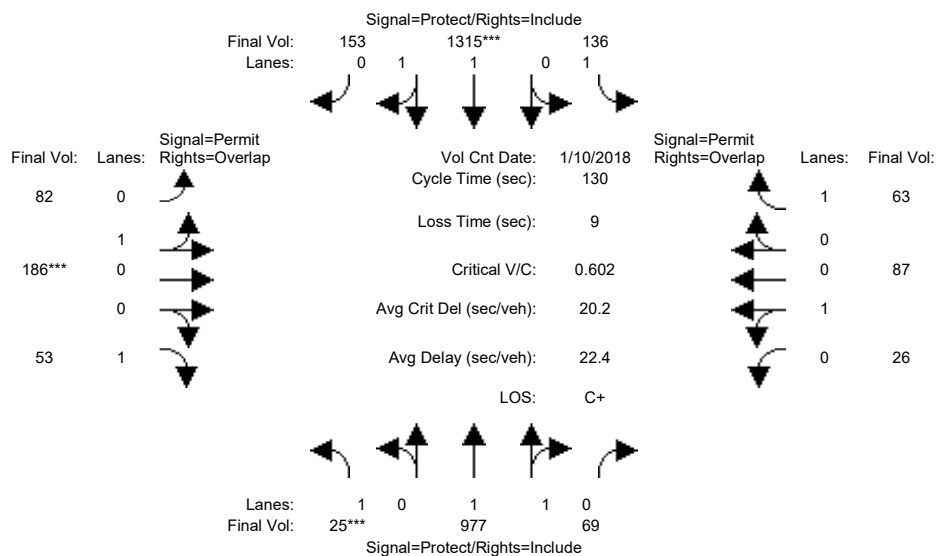 Signal=Protect/Rights=Include
Final Vol: 153 1315*** 136
Lanes: 0 1 1 0 1
Signal=Permit
Final Vol: Lanes: Rights=Overlap
Vol Cnt Date: 1/10/2018
Signal=Permit
Rights=Overlap Lanes: Final Vol:
Cycle Time (sec): 130
82 0
1 63
Loss Time (sec): 9
1
0
186*** 0
Critical V/C: 0.602
0 87
0
Avg Crit Del (sec/veh): 20.2
1
53 1
Avg Delay (sec/veh): 22.4
0 26
LOS: C+
Lanes: 1 0 1 1 0
Final Vol: 25*** 977 69
Signal=Protect/Rights=Include